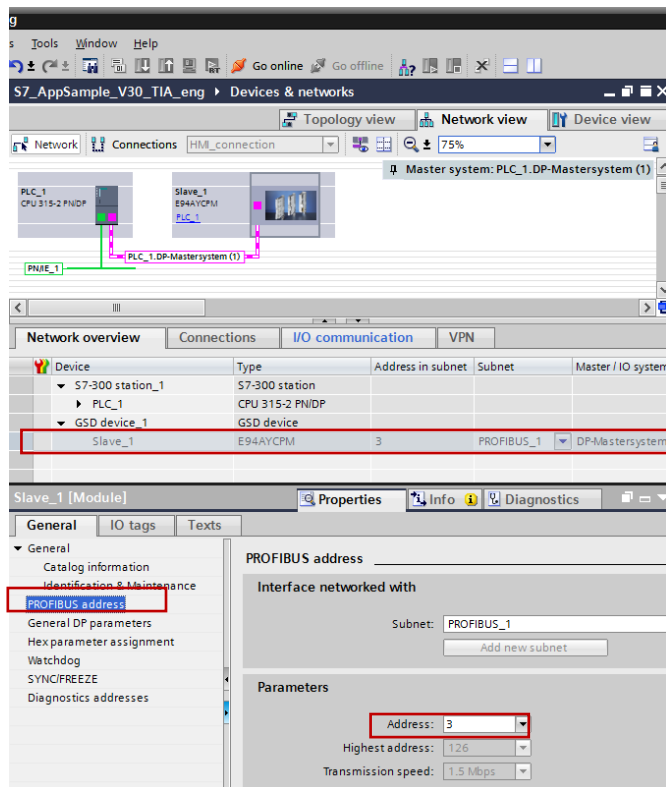 g
s Tools Window Help
Go online Go offline
S7_AppSample_V30_TIA_eng Devices & networks
Topology view Network view Device view
Network Connections HMI_connection 75%
Master system: PLC_1.DP-Mastersystem (1)
PLC_1
CPU 315-2 PN/DP
Slave_1
E94AYCPM
PLC_1
PLC_1.DP-Mastersystem (1)
PN/IE_1
Network overview Connections I/O communication VPN
Device Type Address in subnet Subnet Master / IO system
S7-300 station_1 S7-300 station
PLC_1 CPU 315-2 PN/DP
GSD device_1 GSD device
Slave_1 E94AYCPM 3 PROFIBUS_1 DP-Mastersystem
Slave_1 [Module] Properties Info Diagnostics
General IO tags Texts
General
Catalog information
Identification & Maintenance
PROFIBUS address
General DP parameters
Hex parameter assignment
Watchdog
SYNC/FREEZE
Diagnostics addresses
PROFIBUS address
Interface networked with
Subnet: PROFIBUS_1
Add new subnet
Parameters
Address: 3
Highest address: 126
Transmission speed: 1.5 Mbps